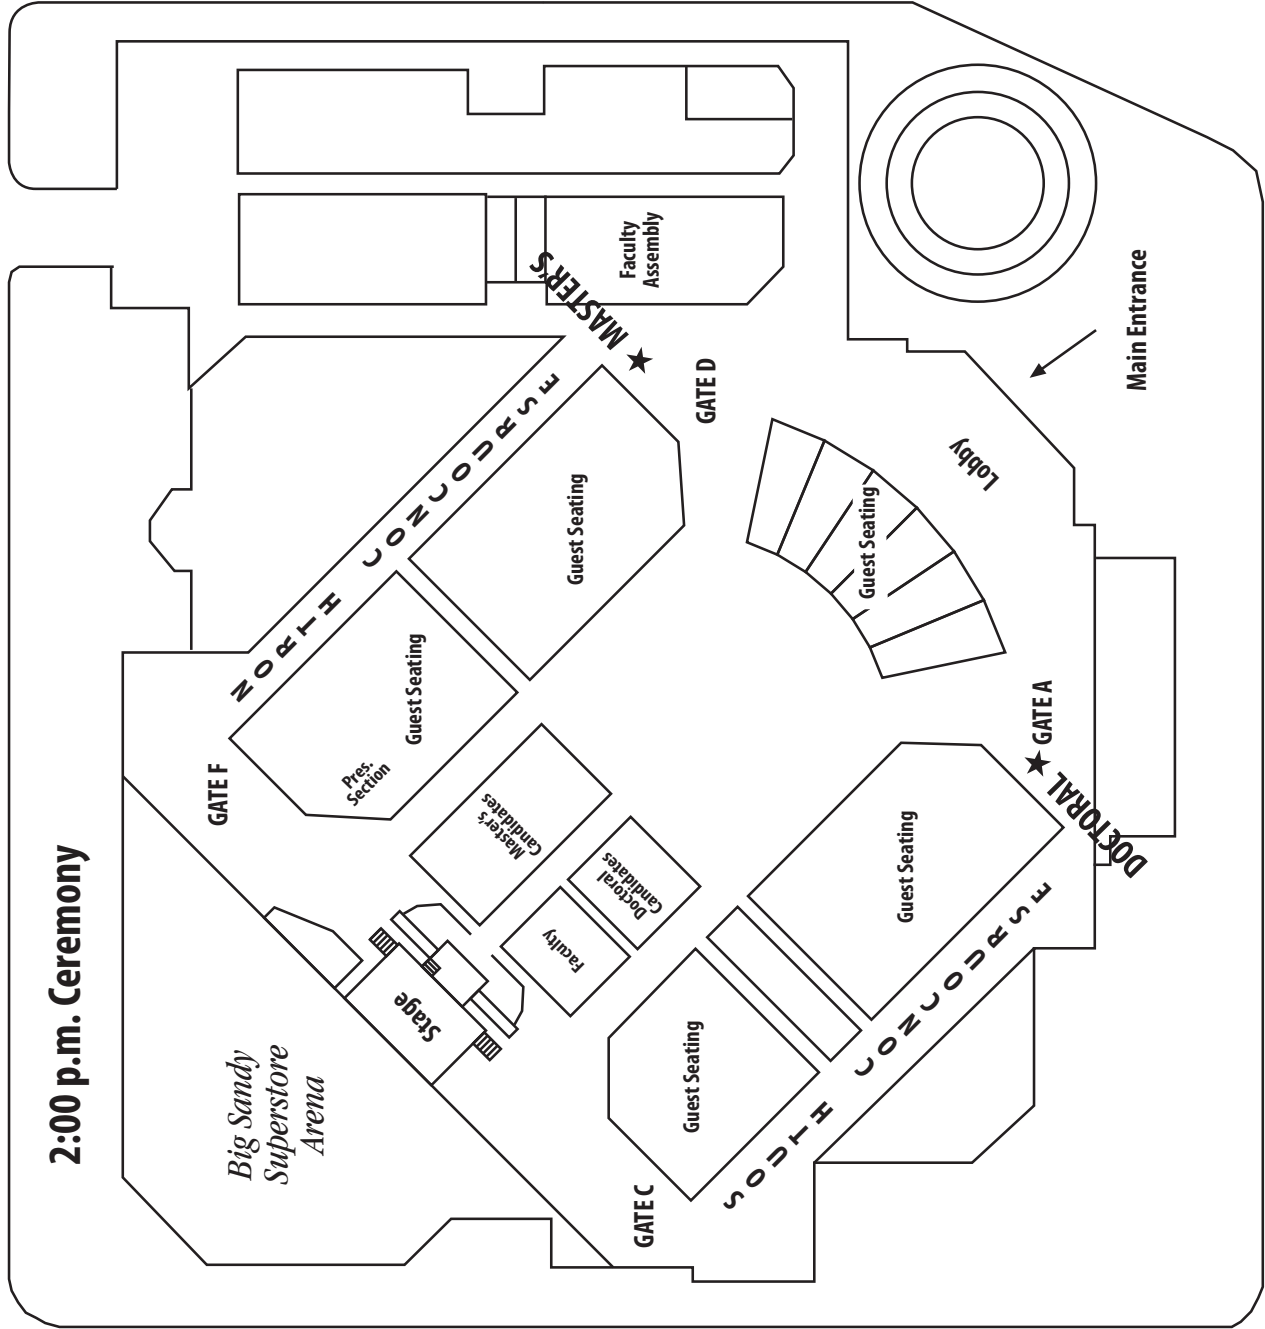 2:00 p.m. Ceremony
Big Sandy
Superstore
Arena
GATE F
NORTH CONCOURSE
Pres.
Section
Guest Seating
Guest Seating
MASTER'S
★
Faculty
Assembly
GATE D
Guest Seating
Lobby
Main Entrance
Stage
Master's
Candidates
Doctoral
Candidates
Faculty
Guest Seating
Guest Seating
GATE A
★
DOCTORAL
SOUTH CONCOURSE
GATE C